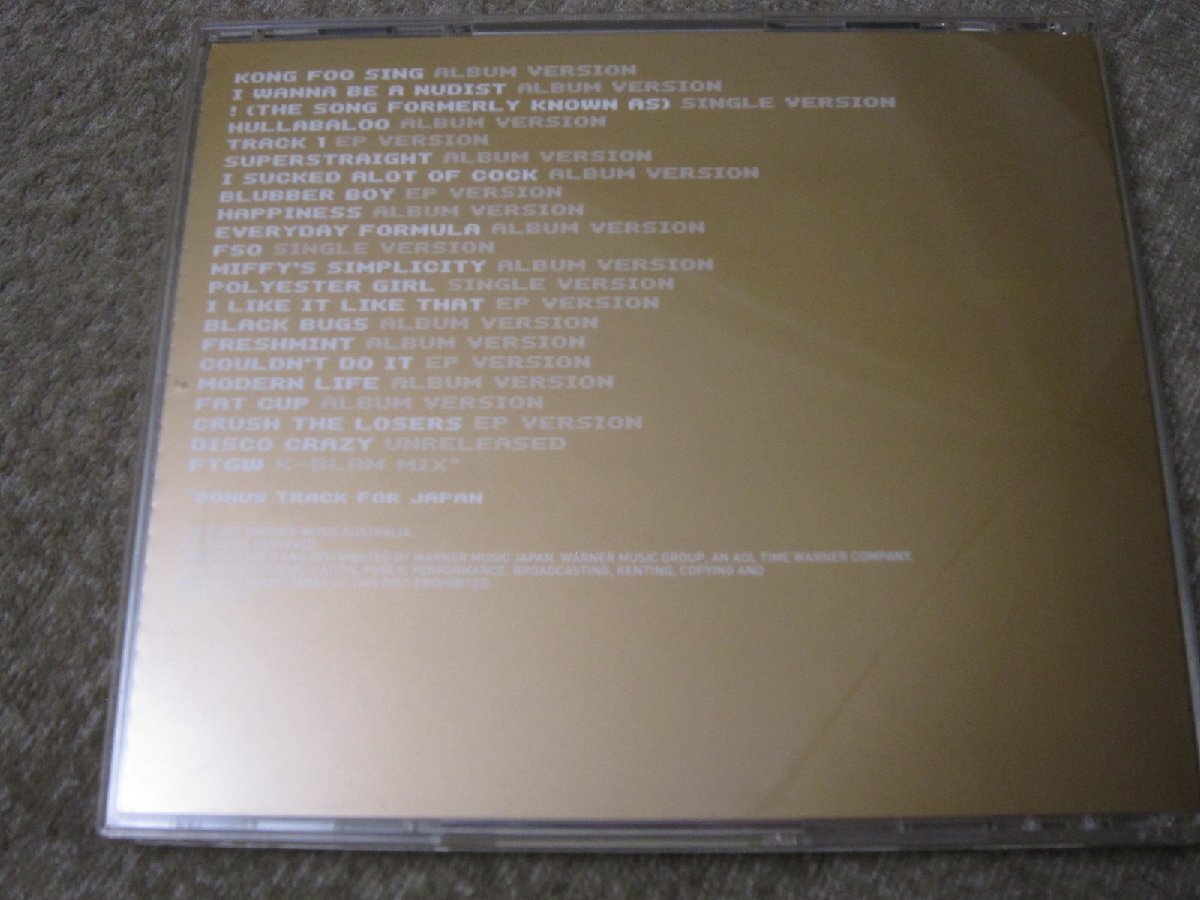 KONG FOO SING ALBUM VERSION
I WANNA BE A NUDIST ALBUM VERSION
! (THE SONG FORMERLY KNOWN AS) SINGLE VERSION
HULLABALOO ALBUM VERSION
TRACK 1 EP VERSION
SUPERSTRAIGHT ALBUM VERSION
I SUCKED ALOT OF COCK ALBUM VERSION
BLUBBER BOY EP VERSION
HAPPINESS ALBUM VERSION
EVERYDAY FORMULA ALBUM VERSION
FSO SINGLE VERSION
MIFFY'S SIMPLICITY ALBUM VERSION
POLYESTER GIRL SINGLE VERSION
I LIKE IT LIKE THAT EP VERSION
BLACK BUGS ALBUM VERSION
FRESHMINT ALBUM VERSION
COULDN'T DO IT EP VERSION
MODERN LIFE ALBUM VERSION
FAT CUP ALBUM VERSION
CRUSH THE LOSERS EP VERSION
DISCO CRAZY UNRELEASED
FTGW K-BLAM MIX*
*BONUS TRACK FOR JAPAN
MUSIC AUSTRALIA
DISTRIBUTED BY WARNER MUSIC JAPAN, WARNER MUSIC GROUP, AN AOL TIME WARNER COMPANY.
PUBLIC PERFORMANCE, BROADCASTING, RENTING, COPYING AND
OF THIS DISC PROHIBITED.